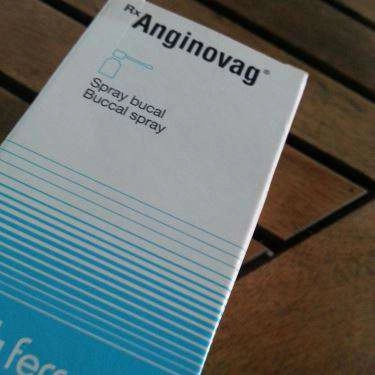 Rx
Anginovag®
Spray bucal
Buccal spray